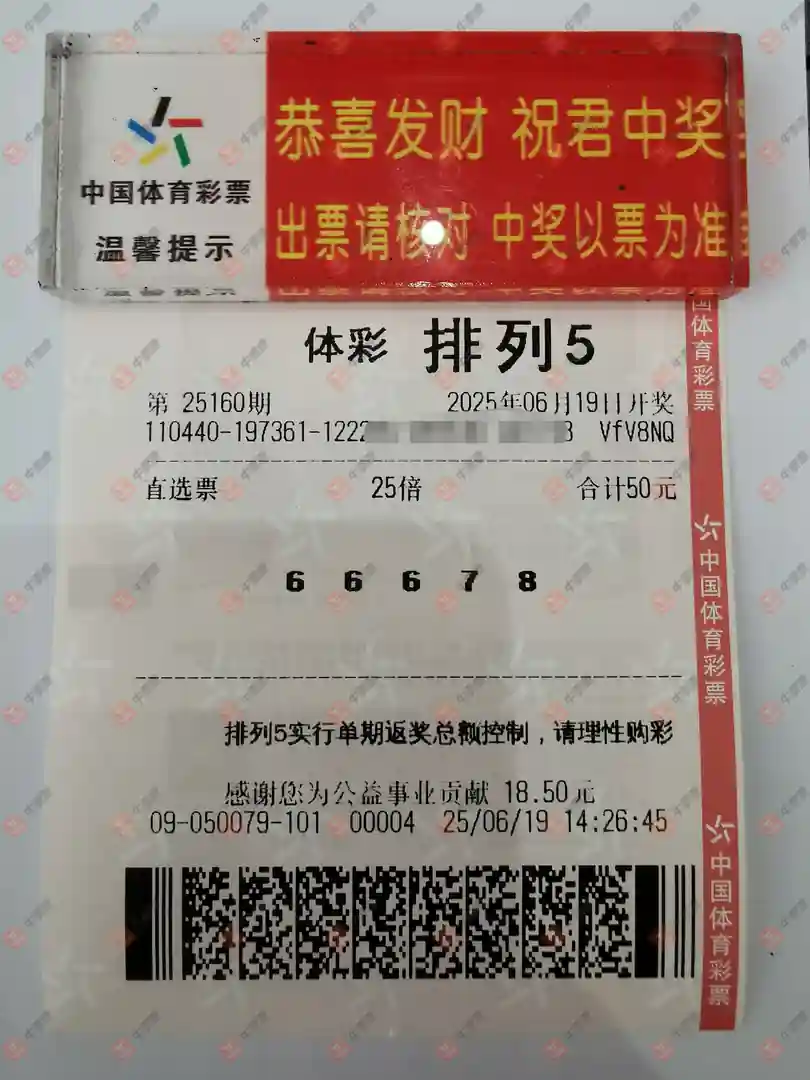 中国体育彩票
温馨提示
恭喜发财 祝君中奖
出票请核对 中奖以票为准
体彩 排列5
第 25160期 2025年06月19日开奖
110440-197361-122 8 VfV8NQ
直选票 25倍 合计50元
6 6 6 7 8
排列5实行单期返奖总额控制，请理性购彩
感谢您为公益事业贡献 18.50元
09-050079-101 00004 25/06/19 14:26:45
国体育彩票
中国体育彩票
中国体育彩票